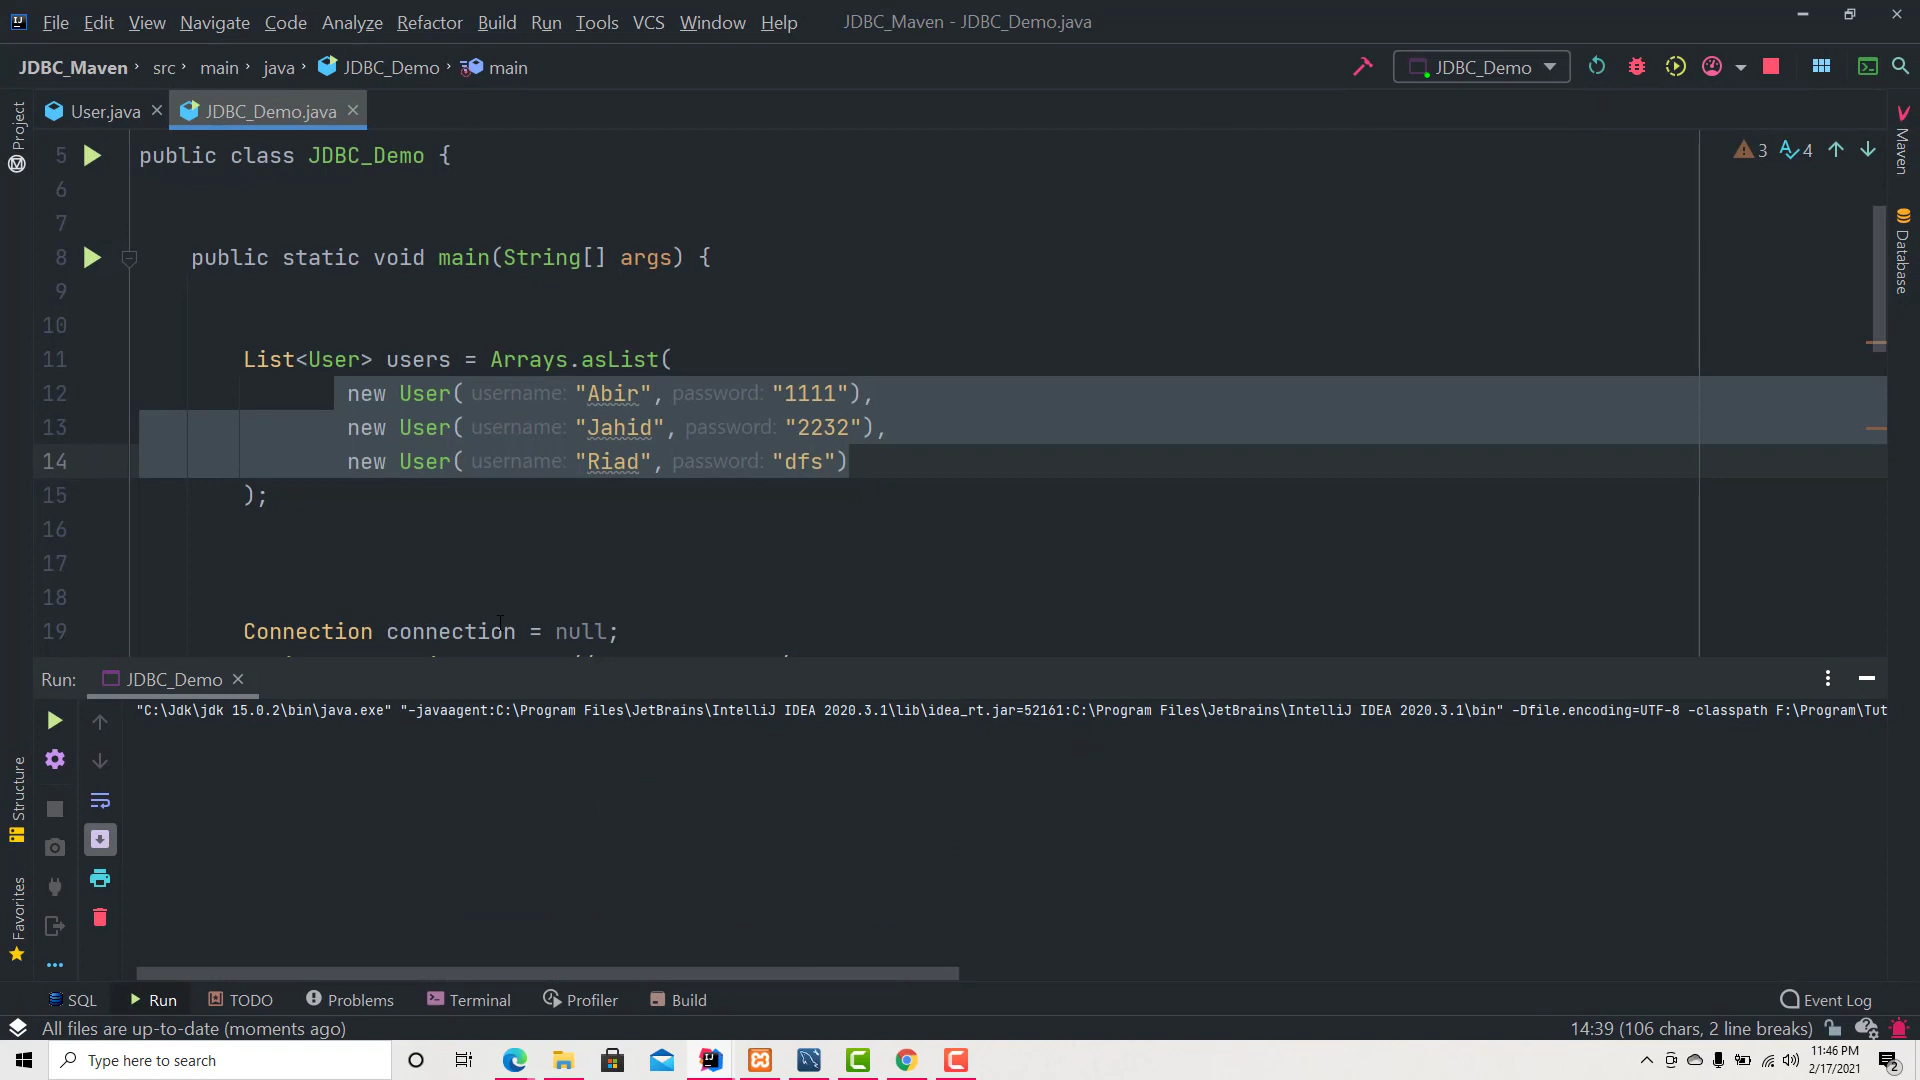 File Edit View Navigate Code Analyze Refactor Build Run Tools VCS Window Help JDBC_Maven - JDBC_Demo.java
JDBC_Maven src main java JDBC_Demo main JDBC_Demo
User.java JDBC_Demo.java
Project
Maven
Database
3 4
5 public class JDBC_Demo {
6
7
8 public static void main(String[] args) {
9
10
11 List<User> users = Arrays.asList(
12 new User( username: "Abir", password: "1111"),
13 new User( username: "Jahid", password: "2232"),
14 new User( username: "Riad", password: "dfs")
15 );
16
17
18
19 Connection connection = null;
Run: JDBC_Demo
"C:\Jdk\jdk 15.0.2\bin\java.exe" "-javaagent:C:\Program Files\JetBrains\IntelliJ IDEA 2020.3.1\lib\idea_rt.jar=52161:C:\Program Files\JetBrains\IntelliJ IDEA 2020.3.1\bin" -Dfile.encoding=UTF-8 -classpath F:\Program\Tut
Structure
Favorites
SQL Run TODO Problems Terminal Profiler Build Event Log
All files are up-to-date (moments ago) 14:39 (106 chars, 2 line breaks)
Type here to search
11:46 PM
2/17/2021
2